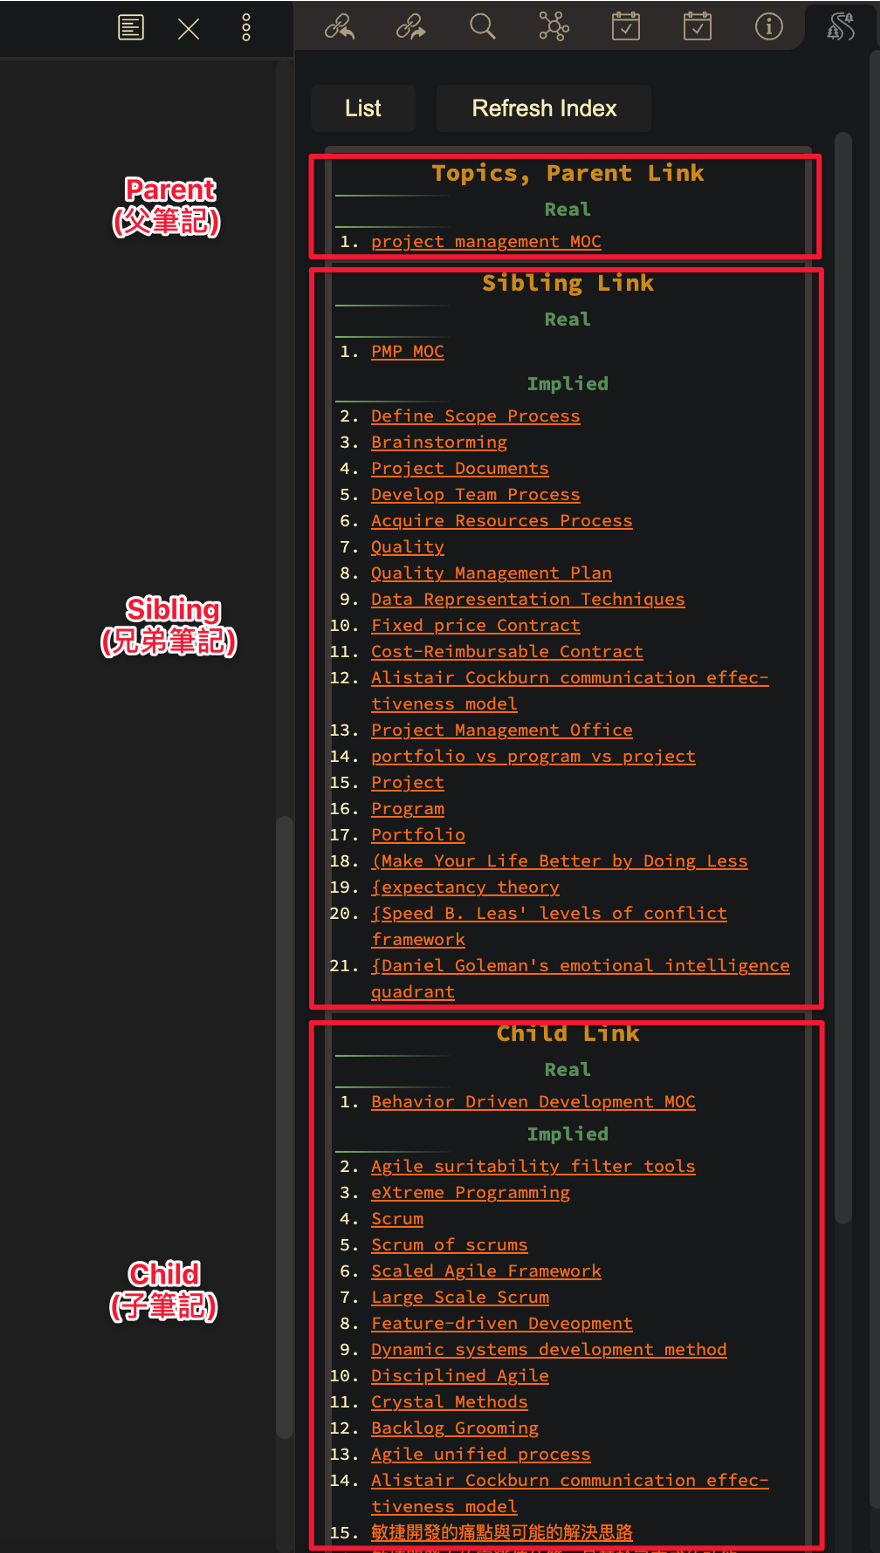 List
Refresh Index
Parent
(父筆記)
Topics, Parent Link
Real
1. project management MOC
Sibling
(兄弟筆記)
Sibling Link
Real
1. PMP MOC
Implied
2. Define Scope Process
3. Brainstorming
4. Project Documents
5. Develop Team Process
6. Acquire Resources Process
7. Quality
8. Quality Management Plan
9. Data Representation Techniques
10. Fixed price Contract
11. Cost-Reimbursable Contract
12. Alistair Cockburn communication effec-
tiveness model
13. Project Management Office
14. portfolio vs program vs project
15. Project
16. Program
17. Portfolio
18. (Make Your Life Better by Doing Less
19. {expectancy theory
20. {Speed B. Leas' levels of conflict
framework
21. {Daniel Goleman's emotional intelligence
quadrant
Child
(子筆記)
Child Link
Real
1. Behavior Driven Development MOC
Implied
2. Agile suritability filter tools
3. eXtreme Programming
4. Scrum
5. Scrum of scrums
6. Scaled Agile Framework
7. Large Scale Scrum
8. Feature-driven Deveopment
9. Dynamic systems development method
10. Disciplined Agile
11. Crystal Methods
12. Backlog Grooming
13. Agile unified process
14. Alistair Cockburn communication effec-
tiveness model
15. 敏捷開發的痛點與可能的解決思路